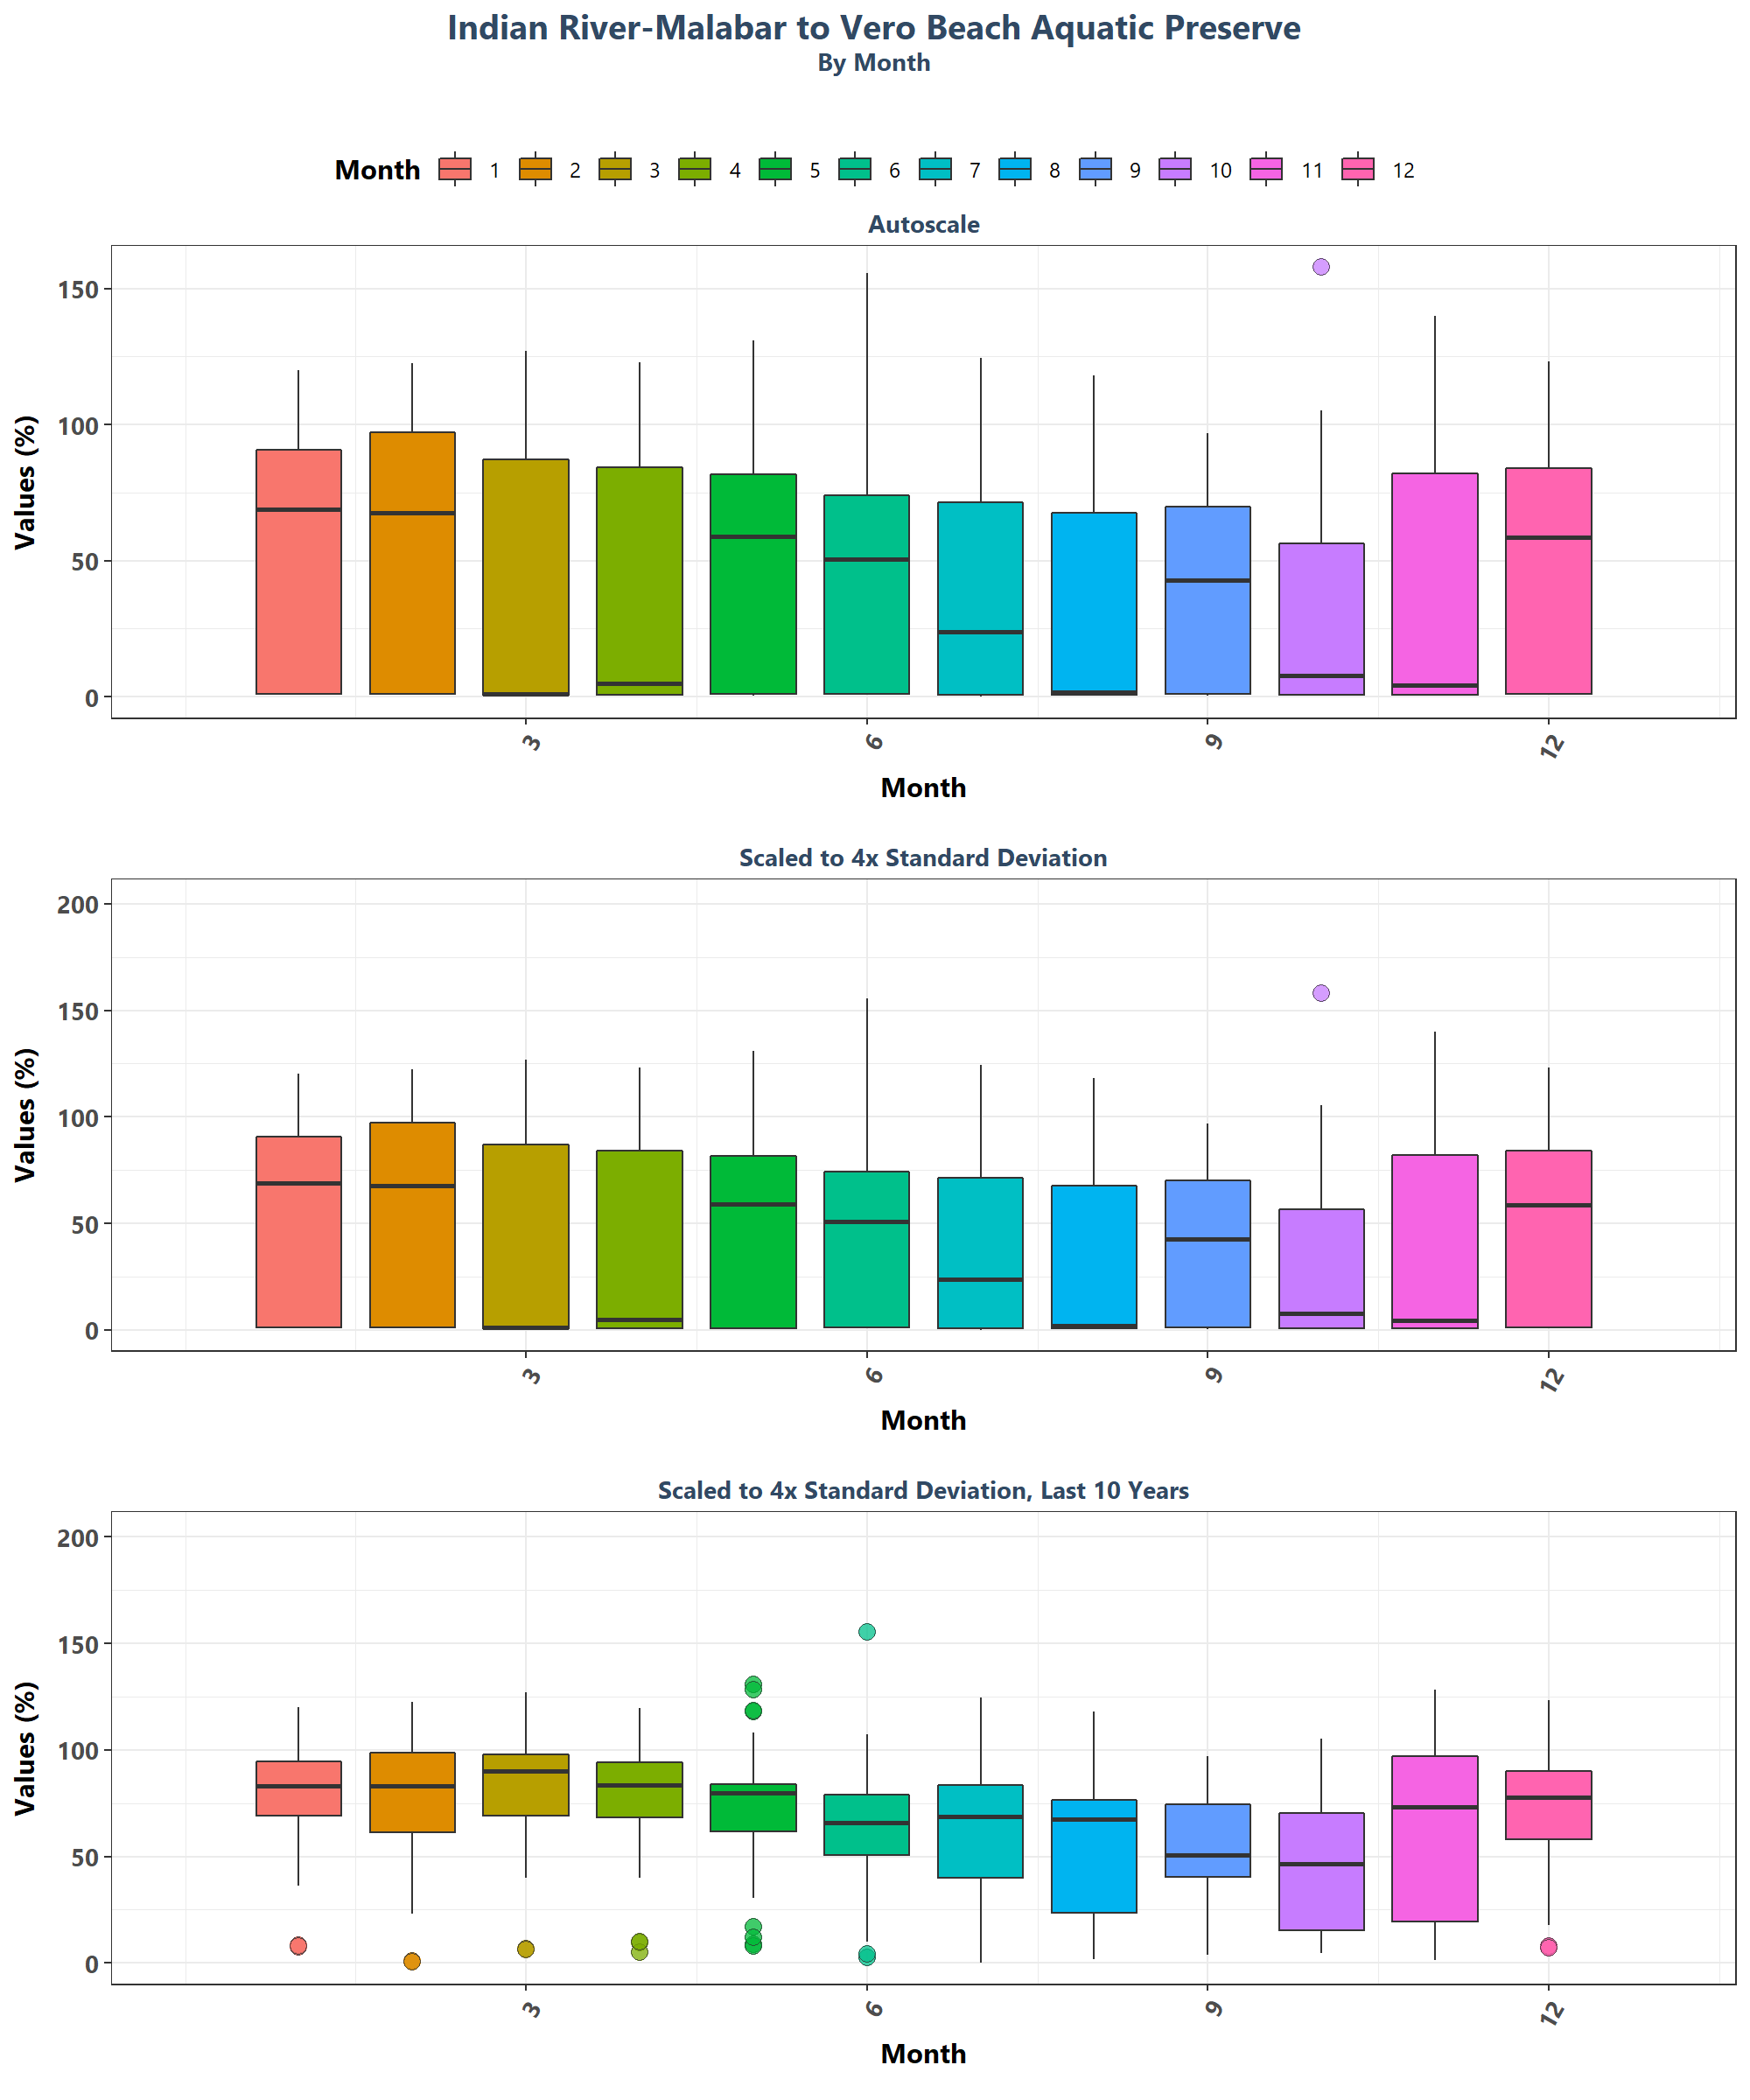 Indian River-Malabar to Vero Beach Aquatic Preserve
By Month
Month 1 2 3 4 5 6 7 8 9 10 11 12
Autoscale
Values (%)
150
100
50
0
3 6 9 12
Month
Scaled to 4x Standard Deviation
Values (%)
200
150
100
50
0
3 6 9 12
Month
Scaled to 4x Standard Deviation, Last 10 Years
Values (%)
200
150
100
50
0
3 6 9 12
Month